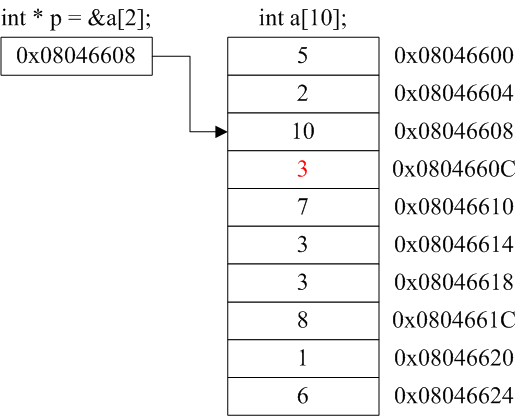 int * p = &a[2]; int a[10];
0x08046608 5 0x08046600
2 0x08046604
10 0x08046608
3 0x0804660C
7 0x08046610
3 0x08046614
3 0x08046618
8 0x0804661C
1 0x08046620
6 0x08046624